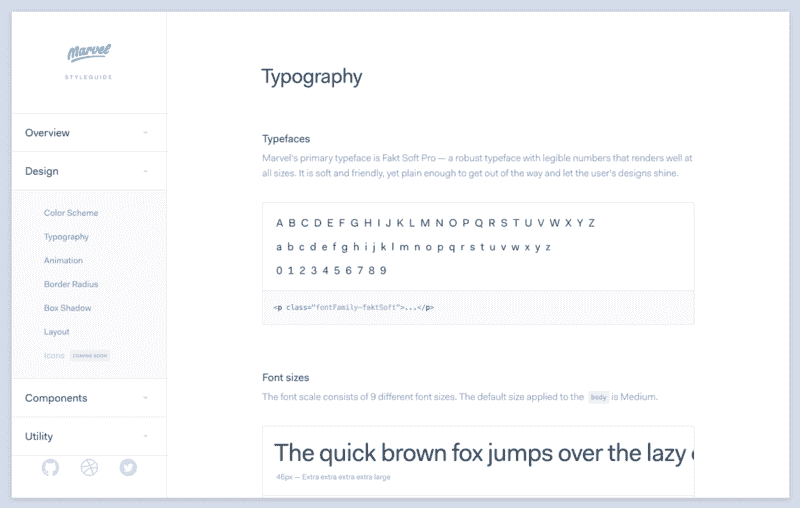 Marvel
STYLEGUIDE
Overview
Design
Color Scheme
Typography
Animation
Border Radius
Box Shadow
Layout
Icons COMING SOON
Components
Utility
Typography
Typefaces
Marvel's primary typeface is Fakt Soft Pro — a robust typeface with legible numbers that renders well at
all sizes. It is soft and friendly, yet plain enough to get out of the way and let the user's designs shine.
A B C D E F G H I J K L M N O P Q R S T U V W X Y Z
a b c d e f g h i j k l m n o p q r s t u v w x y z
0 1 2 3 4 5 6 7 8 9
<p class="fontFamily-faktSoft">...</p>
Font sizes
The font scale consists of 9 different font sizes. The default size applied to the body is Medium.
The quick brown fox jumps over the lazy
46px — Extra extra extra extra large